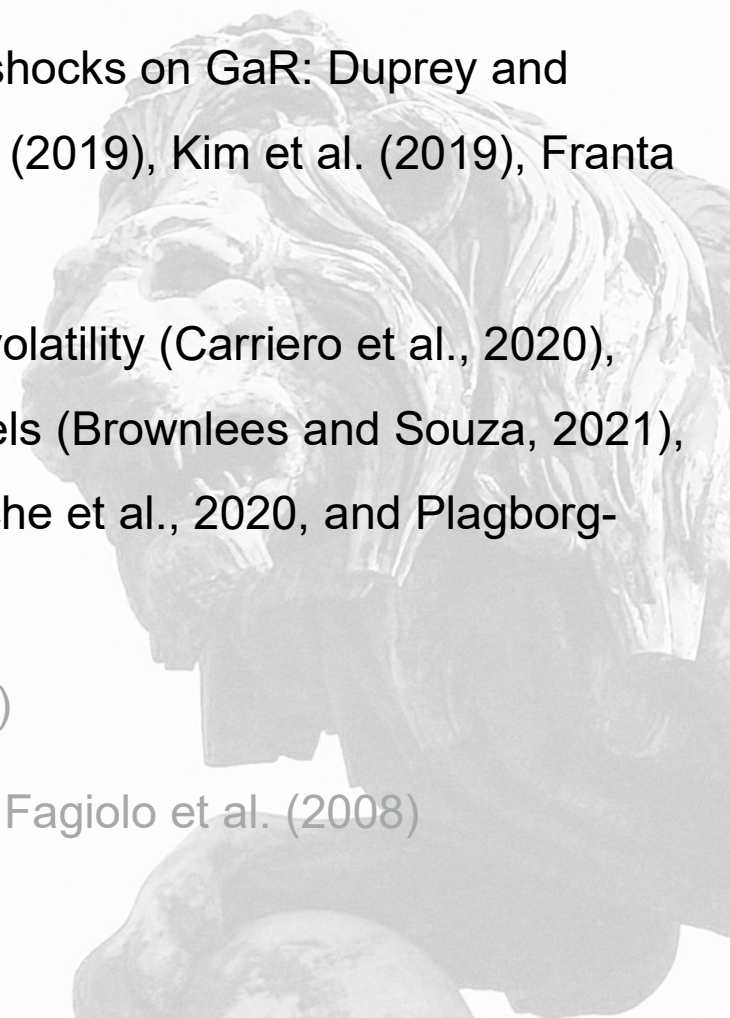 shocks on GaR: Duprey and
(2019), Kim et al. (2019), Franta
volatility (Carriero et al., 2020),
els (Brownlees and Souza, 2021),
che et al., 2020, and Plagborg-
)
Fagiolo et al. (2008)